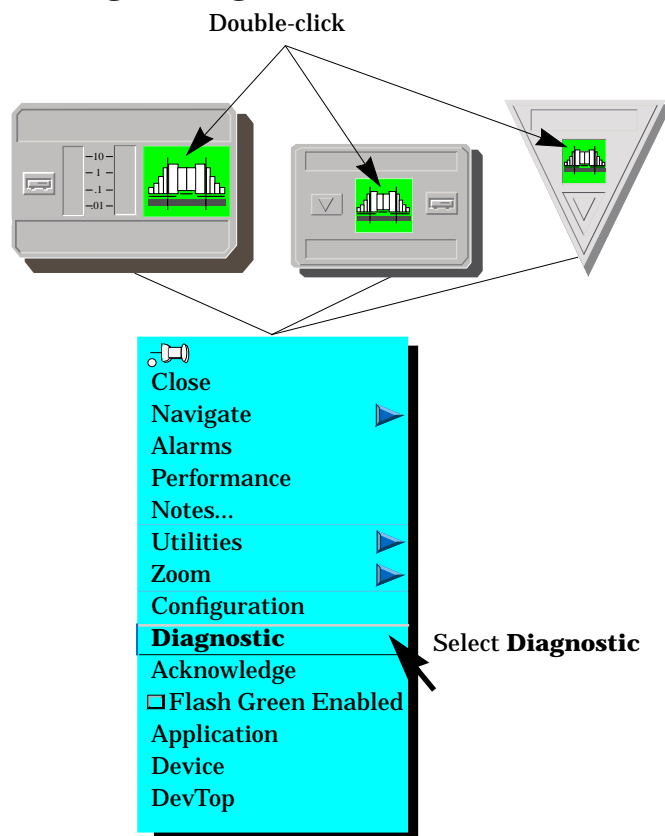 Double-click
10
1
.1
.01
Close
Navigate
Alarms
Performance
Notes...
Utilities
Zoom
Configuration
Diagnostic
Select Diagnostic
Acknowledge
Flash Green Enabled
Application
Device
DevTop